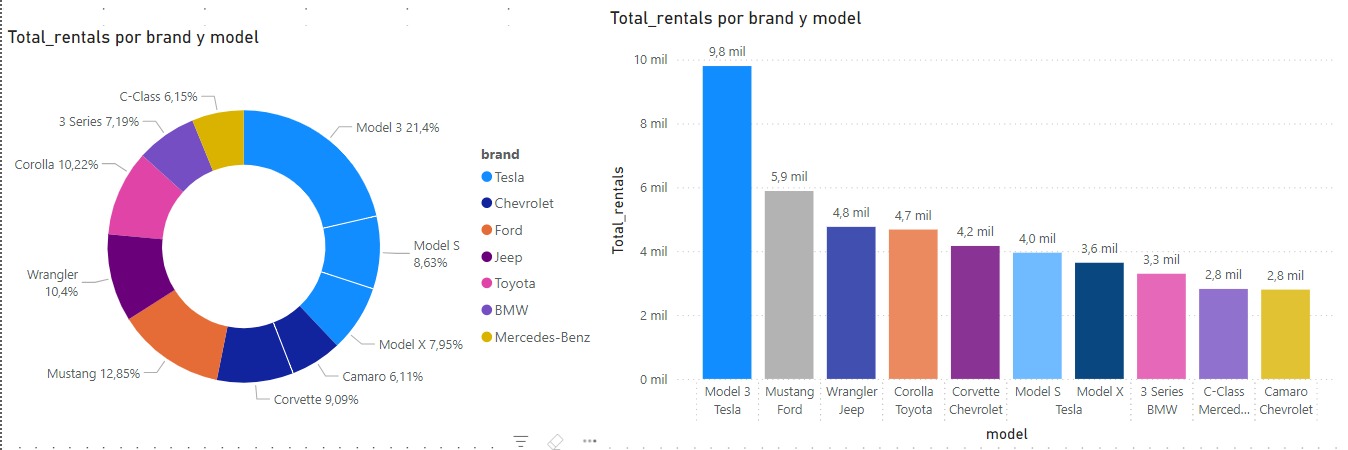 Total_rentals por brand y model
C-Class 6,15%
3 Series 7,19%
Model 3 21,4%
Corolla 10,22%
Model S
8,63%
Wrangler
10,4%
Model X 7,95%
Mustang 12,85%
Camaro 6,11%
Corvette 9,09%
brand
Tesla
Chevrolet
Ford
Jeep
Toyota
BMW
Mercedes-Benz
Total_rentals por brand y model
Total_rentals
10 mil
8 mil
6 mil
4 mil
2 mil
0 mil
9,8 mil
5,9 mil
4,8 mil
4,7 mil
4,2 mil
4,0 mil
3,6 mil
3,3 mil
2,8 mil
2,8 mil
Model 3 Mustang Wrangler Corolla Corvette Model S Model X 3 Series C-Class Camaro
Tesla Ford Jeep Toyota Chevrolet Tesla BMW Merced... Chevrolet
model